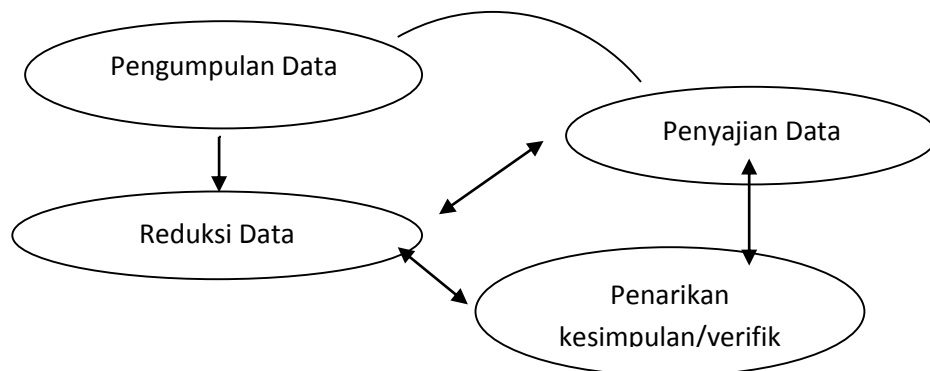 Pengumpulan Data
Penyajian Data
Reduksi Data
Penarikan
kesimpulan/verifik